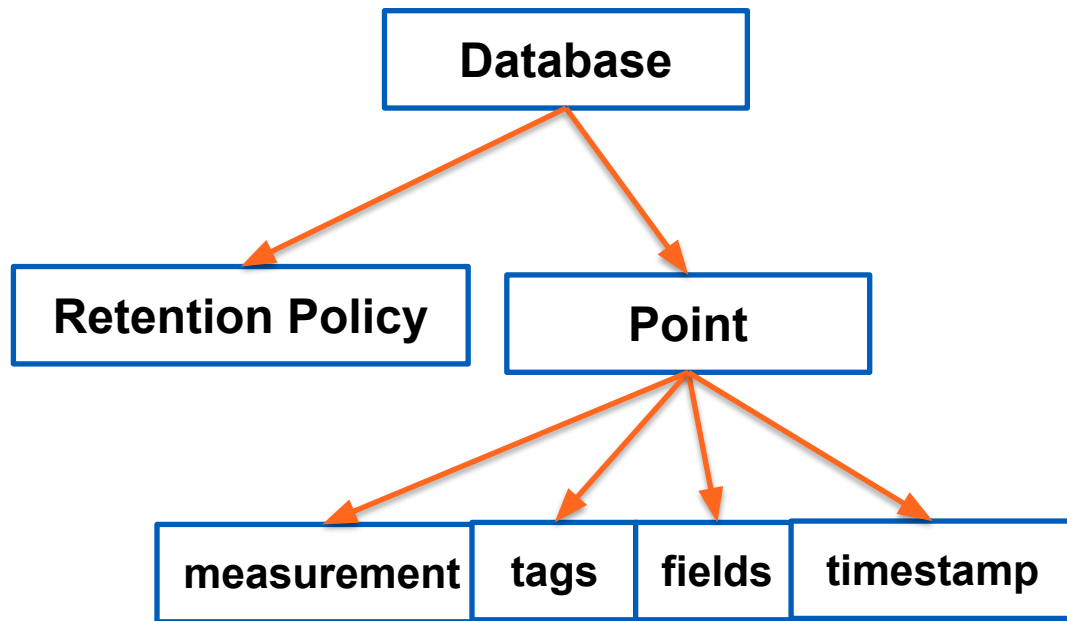 Database
Retention Policy
Point
measurement
tags
fields
timestamp